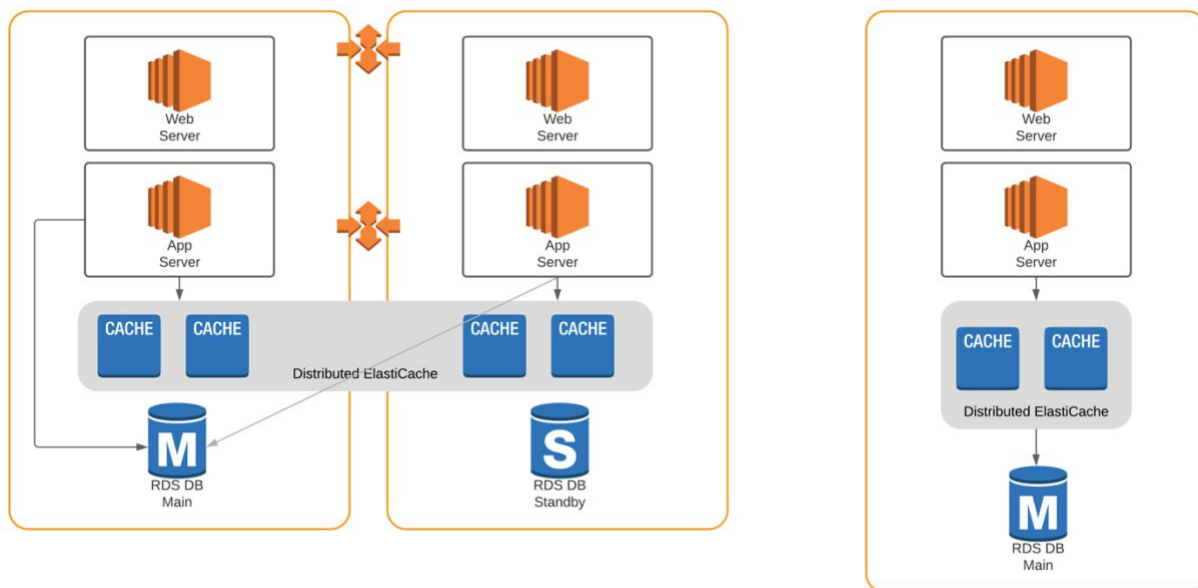 Web
Server
App
Server
CACHE
CACHE
Distributed ElastiCache
M
RDS DB
Main
Web
Server
App
Server
CACHE
CACHE
S
RDS DB
Standby
Web
Server
App
Server
CACHE
CACHE
Distributed ElastiCache
M
RDS DB
Main